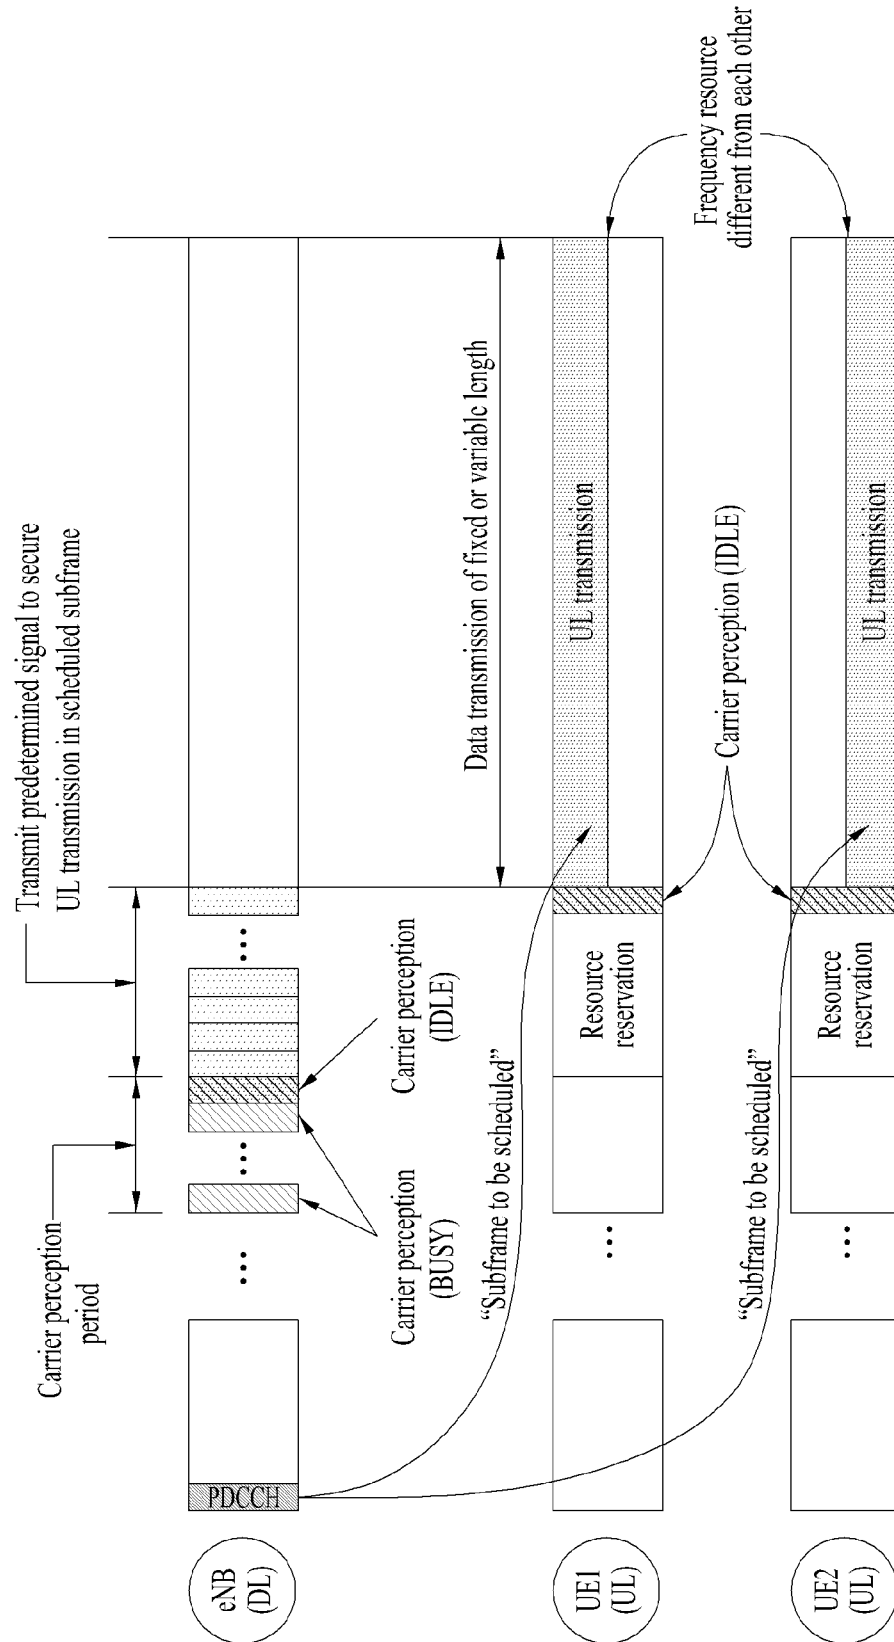 Carrier perception
period
Transmit predetermined signal to secure
UL transmission in scheduled subframe
eNB
(DL)
PDCCH
Carrier perception
(BUSY)
Carrier perception
(IDLE)
Data transmission of fixed or variable length
“Subframe to be scheduled”
UE1
(UL)
Resource
reservation
UL transmission
Frequency resource
different from each other
Carrier perception (IDLE)
“Subframe to be scheduled”
UE2
(UL)
Resource
reservation
UL transmission